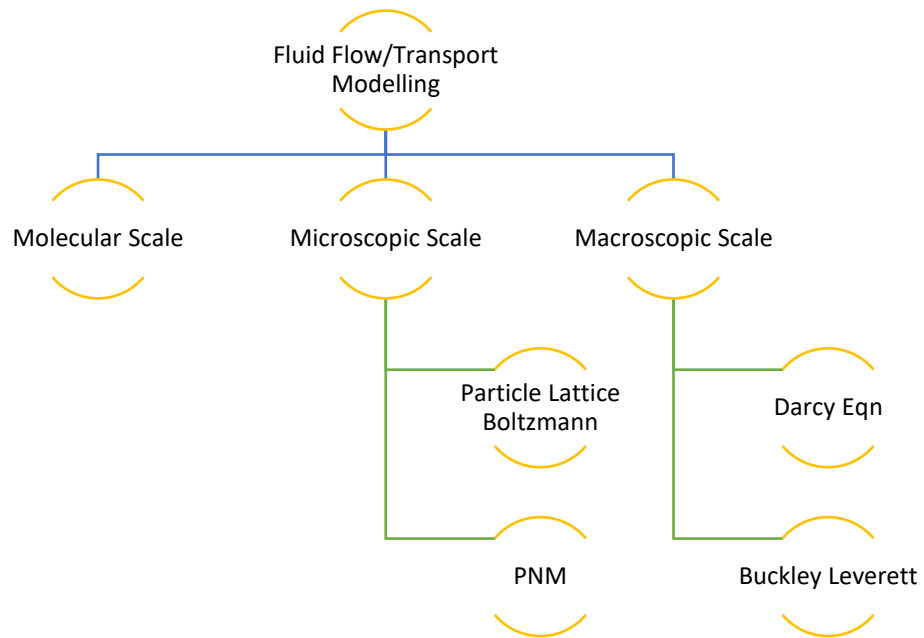 Fluid Flow/Transport
Modelling
Molecular Scale
Microscopic Scale
Macroscopic Scale
Particle Lattice
Boltzmann
Darcy Eqn
PNM
Buckley Leverett